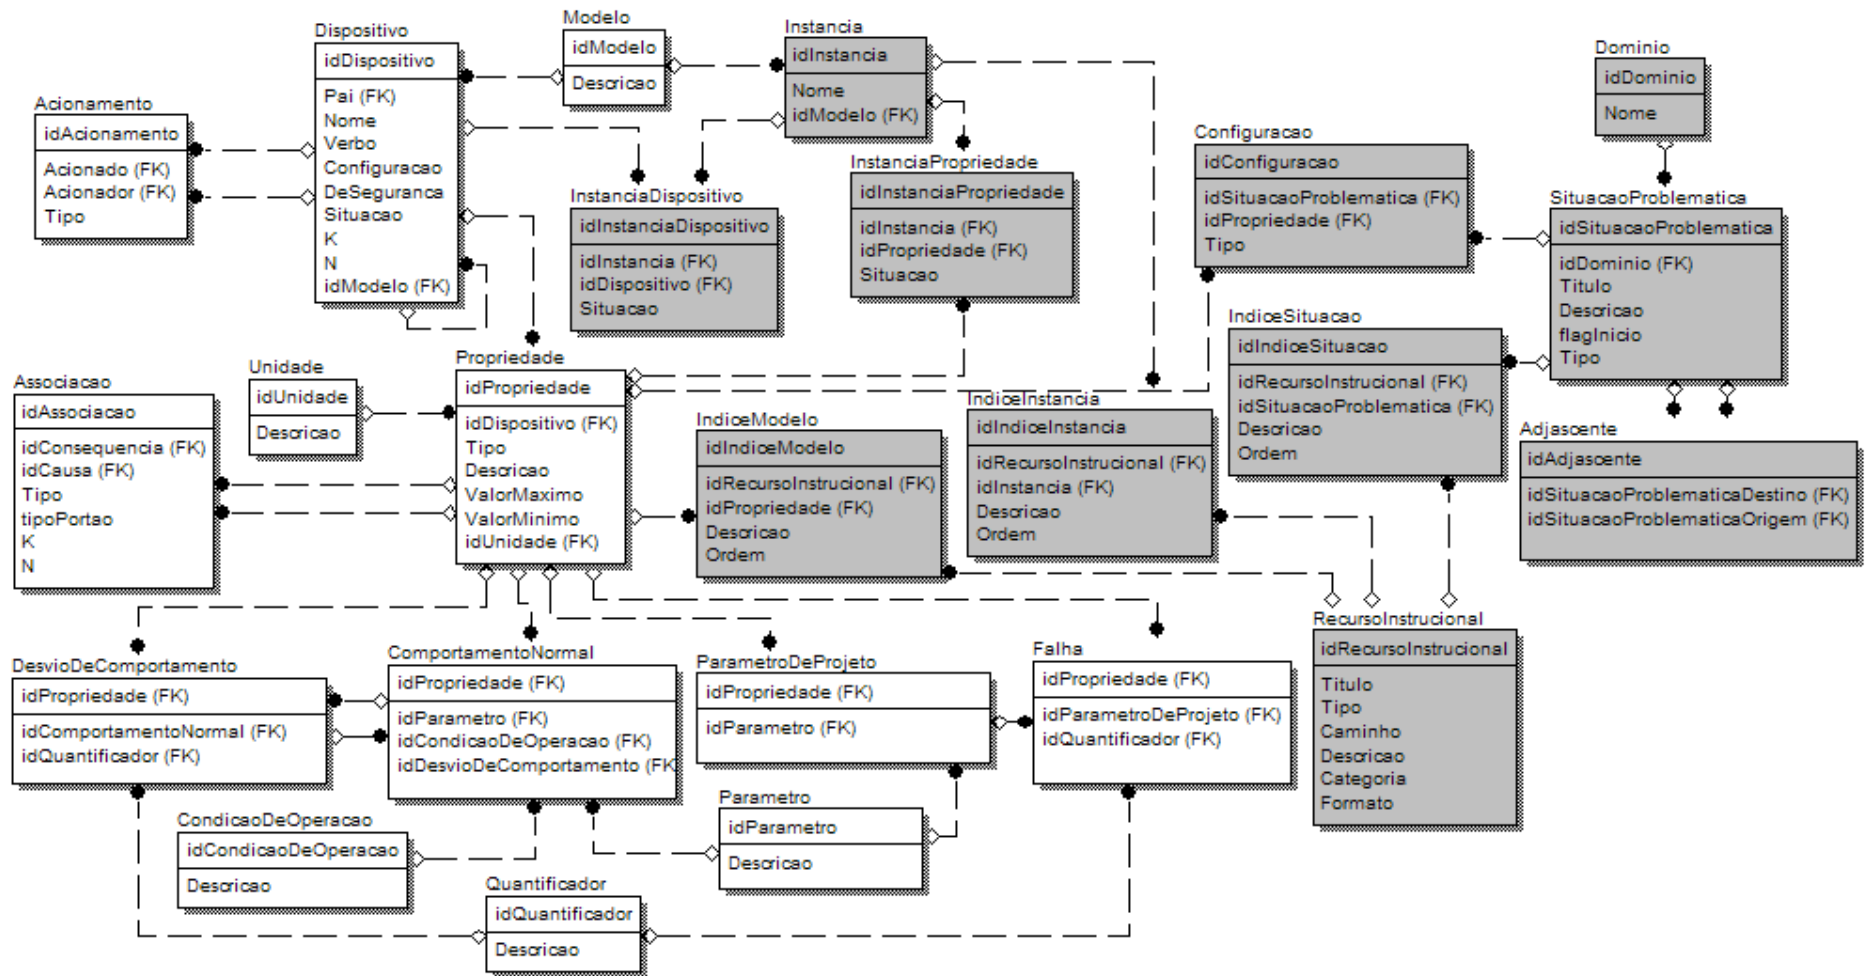 Modelo
idModelo
Descricao
Instancia
idInstancia
Nome
idModelo (FK)
Dispositivo
idDispositivo
Pai (FK)
Nome
Verbo
Configuracao
DeSeguranca
Situacao
K
N
idModelo (FK)
Dominio
idDominio
Nome
Acionamento
idAcionamento
Acionado (FK)
Acionador (FK)
Tipo
Configuracao
idConfiguracao
idSituacaoProblematica (FK)
idPropriedade (FK)
Tipo
InstanciaPropriedade
idInstanciaPropriedade
idInstancia (FK)
idPropriedade (FK)
Situacao
InstanciaDispositivo
idInstanciaDispositivo
idInstancia (FK)
idDispositivo (FK)
Situacao
SituacaoProblematica
idSituacaoProblematica
idDominio (FK)
Titulo
Descricao
flagInicio
Tipo
IndiceSituacao
idIndiceSituacao
idRecursoInstrucional (FK)
idSituacaoProblematica (FK)
Descricao
Ordem
Propriedade
idPropriedade
idDispositivo (FK)
Tipo
Descricao
ValorMaximo
ValorMinimo
idUnidade (FK)
Unidade
idUnidade
Descricao
Associacao
idAssociacao
idConsequencia (FK)
idCausa (FK)
Tipo
tipoPortao
K
N
IndiceModelo
idIndiceModelo
idRecursoInstrucional (FK)
idPropriedade (FK)
Descricao
Ordem
IndiceInstancia
idIndiceInstancia
idRecursoInstrucional (FK)
idInstancia (FK)
Descricao
Ordem
Adjascente
idAdjascente
idSituacaoProblematicaDestino (FK)
idSituacaoProblematicaOrigem (FK)
RecursoInstrucional
idRecursoInstrucional
Titulo
Tipo
Caminho
Descricao
Categoria
Formato
DesvioDeComportamento
idPropriedade (FK)
idComportamentoNormal (FK)
idQuantificador (FK)
ComportamentoNormal
idPropriedade (FK)
idParametro (FK)
idCondicaoDeOperacao (FK)
idDesvioDeComportamento (FK
ParametroDeProjeto
idPropriedade (FK)
idParametro (FK)
Falha
idPropriedade (FK)
idParametroDeProjeto (FK)
idQuantificador (FK)
CondicaoDeOperacao
idCondicaoDeOperacao
Descricao
Parametro
idParametro
Descricao
Quantificador
idQuantificador
Descricao